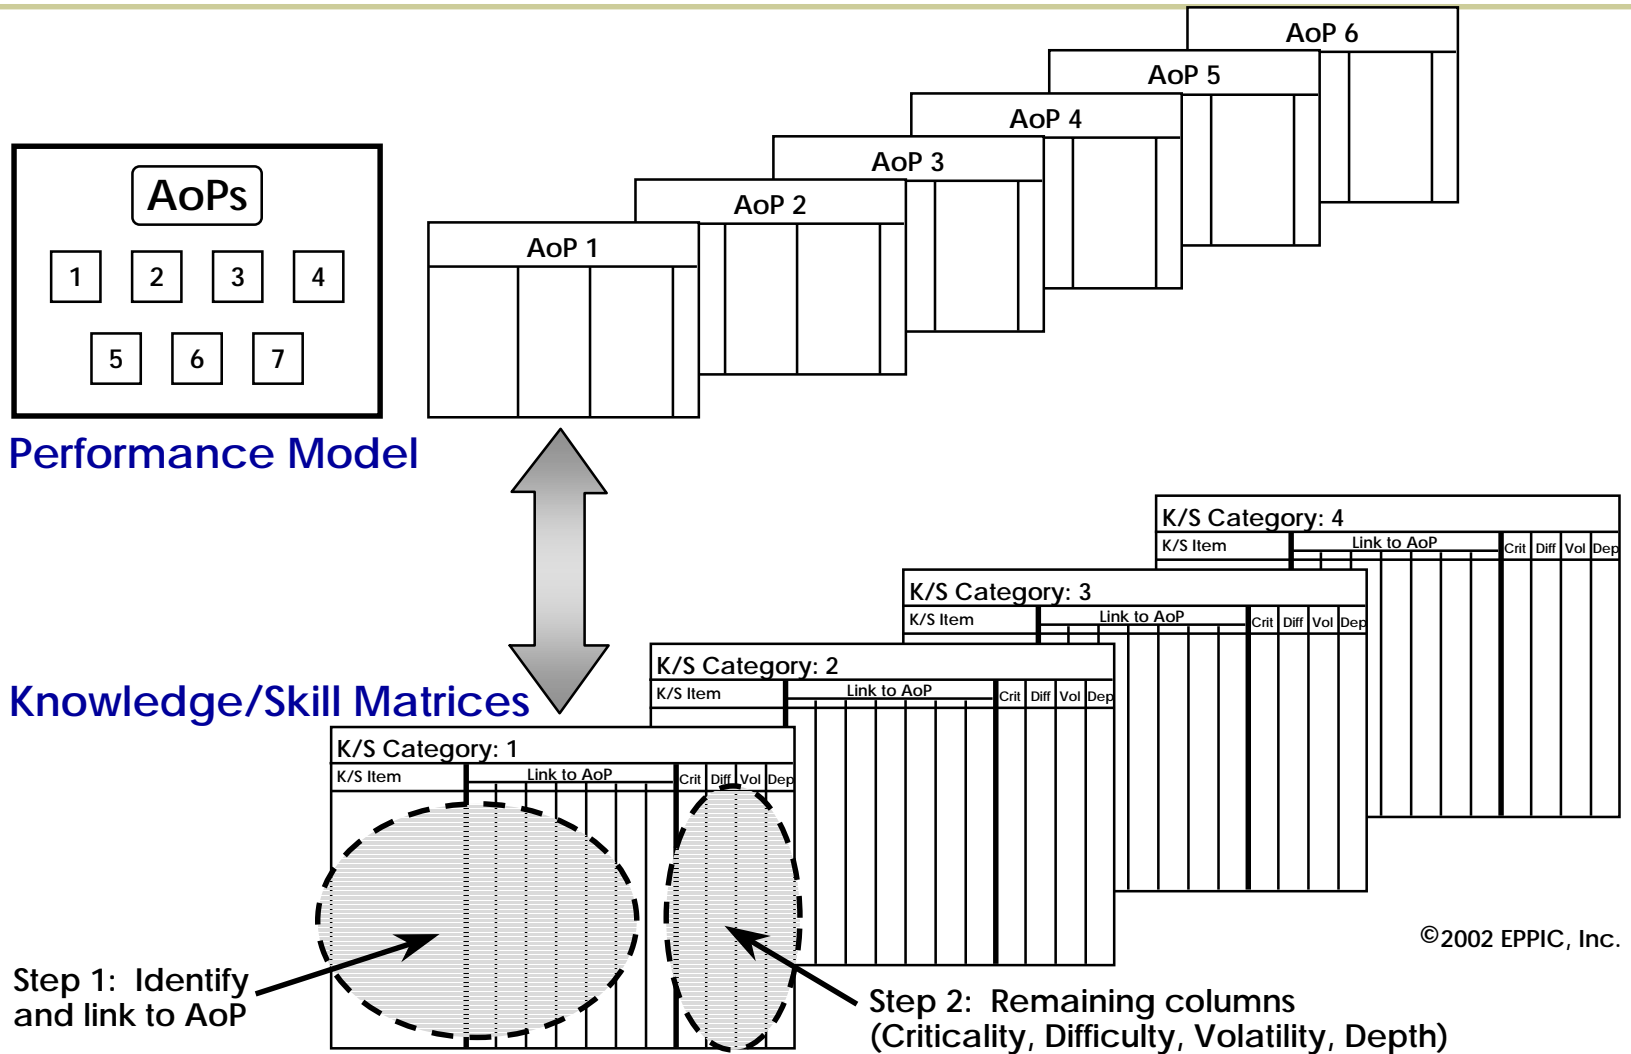 AoP 6
AoP 5
AoP 4
AoP 3
AoP 2
AoP 1
AoPs
1 2 3 4
5 6 7
Performance Model
K/S Category: 4
K/S Item Link to AoP Crit Diff Vol Dep
K/S Category: 3
K/S Item Link to AoP Crit Diff Vol Dep
K/S Category: 2
K/S Item Link to AoP Crit Diff Vol Dep
Knowledge/Skill Matrices
K/S Category: 1
K/S Item Link to AoP Crit Diff Vol Dep
©2002 EPPIC, Inc.
Step 1: Identify
and link to AoP
Step 2: Remaining columns
(Criticality, Difficulty, Volatility, Depth)